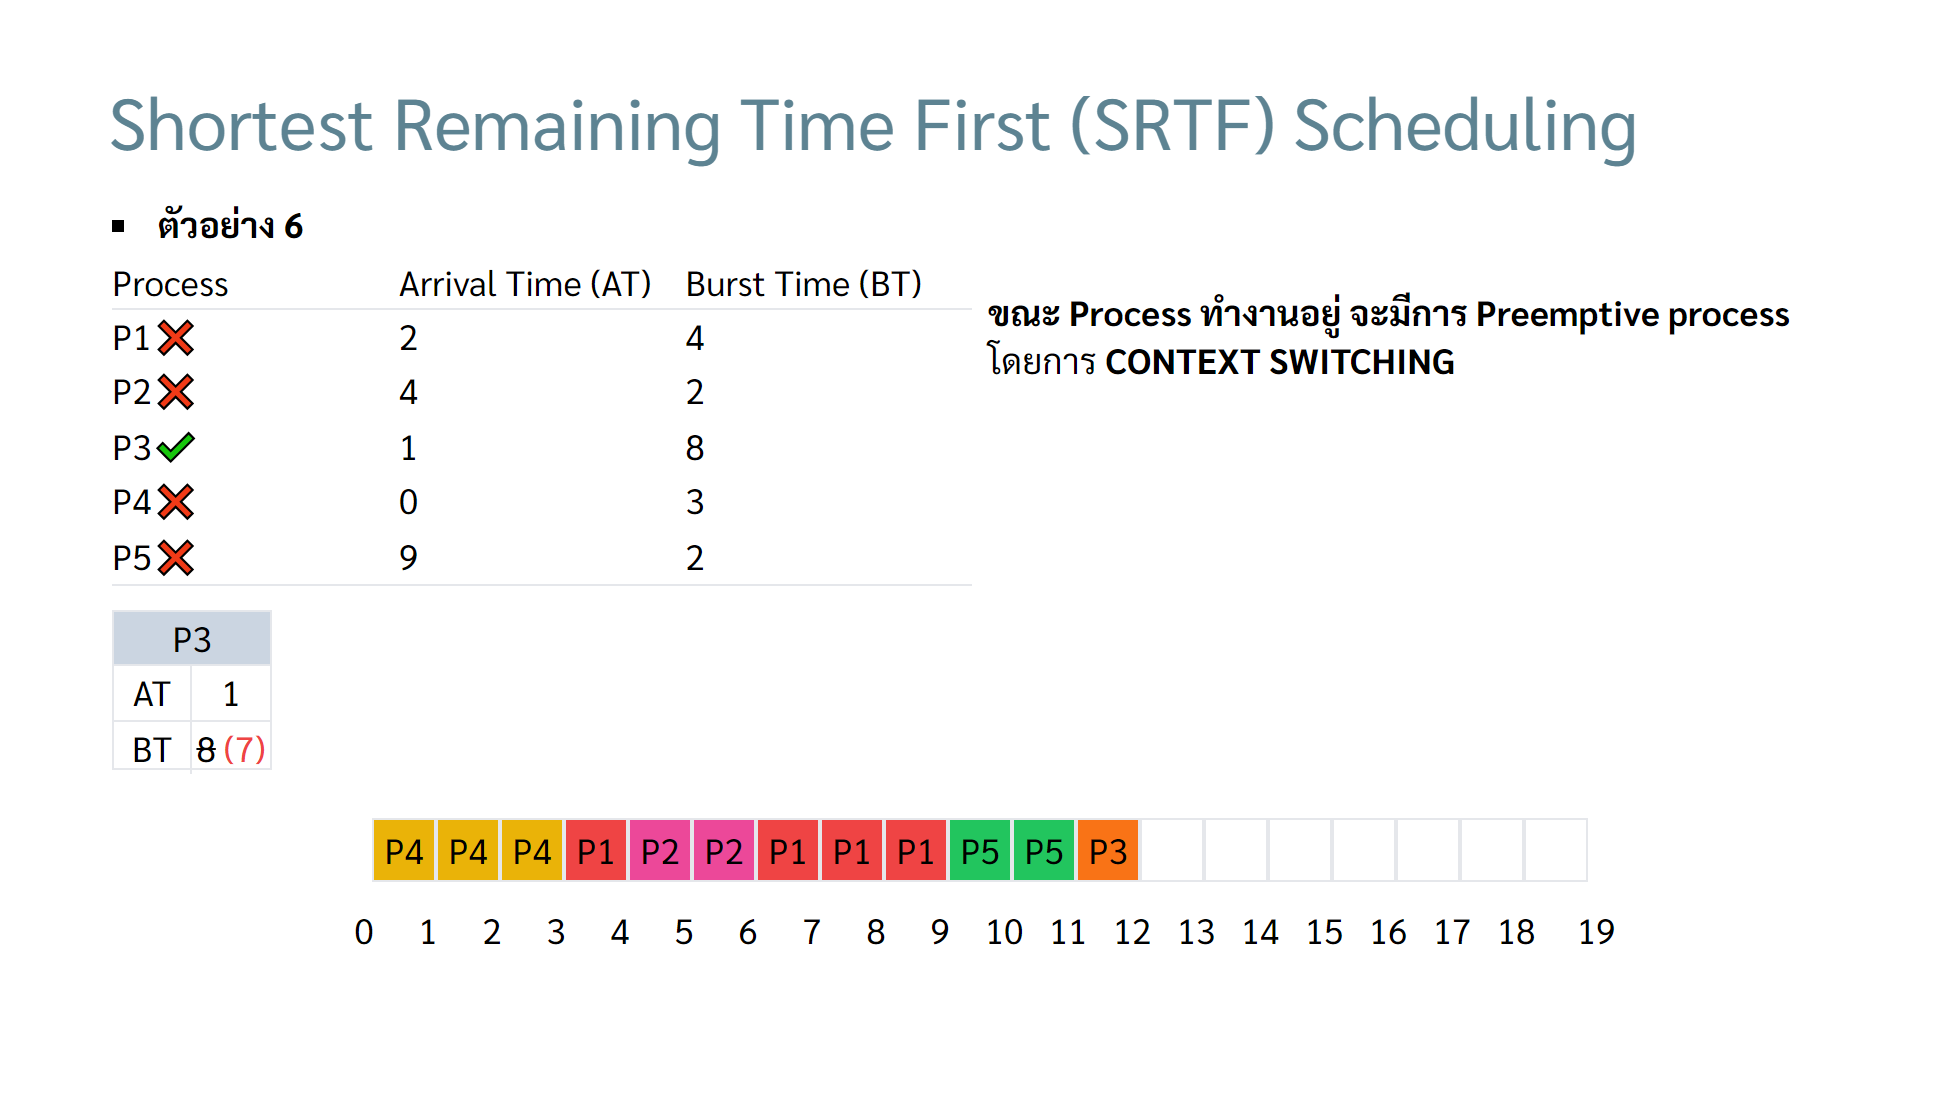 Shortest Remaining Time First (SRTF) Scheduling
▪ ตัวอย่าง 6
Process Arrival Time (AT) Burst Time (BT)
P1 2 4
P2 4 2
P3 1 8
P4 0 3
P5 9 2
ขณะ Process ทำงานอยู่ จะมีการ Preemptive process
โดยการ CONTEXT SWITCHING
P3
AT 1
BT 8 (7)
P4 P4 P4 P1 P2 P2 P1 P1 P1 P5 P5 P3
0 1 2 3 4 5 6 7 8 9 10 11 12 13 14 15 16 17 18 19